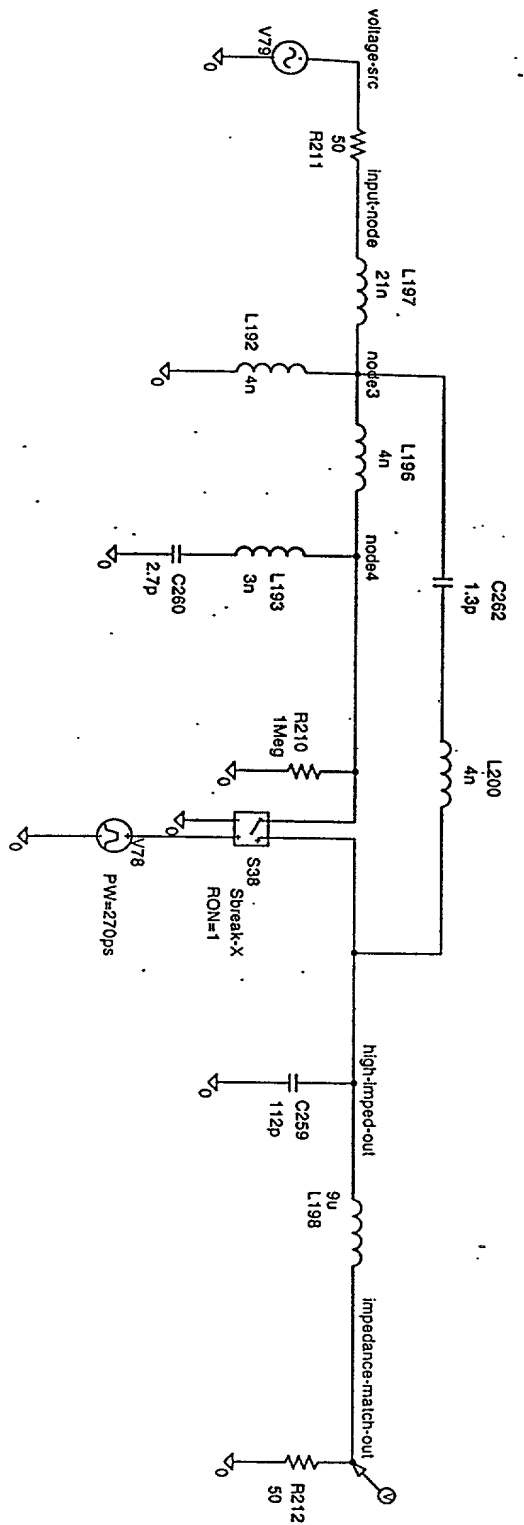 voltage-src
V79
0
50
R211
input-node
L197
21n
L192
4n
0
node3
L196
4n
node4
L193
3n
C260
2.7p
0
C262
1.3p
L200
4n
R210
1Meg
0
0
S38
Sbreak-X
RON=1
V78
PW=270ps
0
high-imped-out
C259
112p
0
9u
L198
impedance-match-out
V
R212
50
0